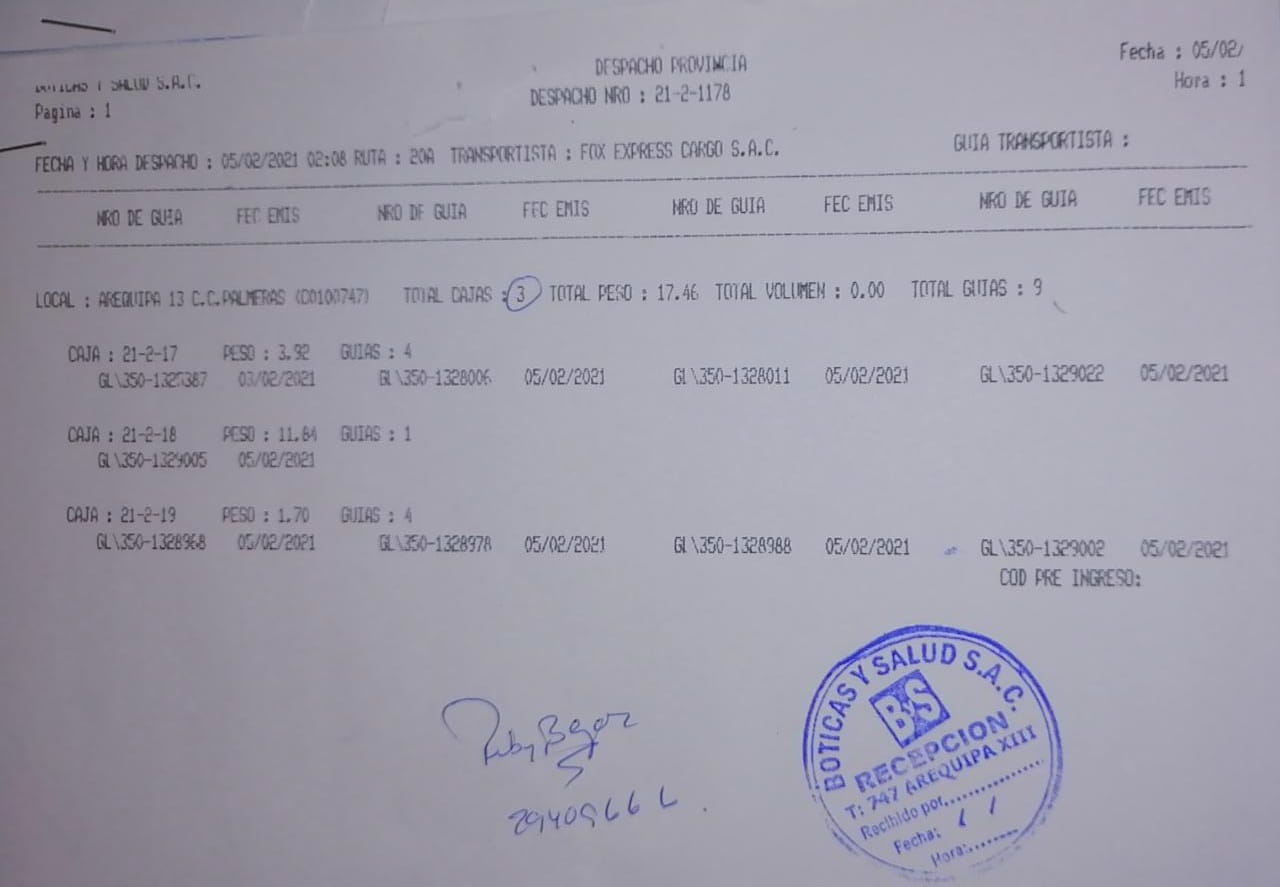 BOTICAS Y SALUD S.A.C.
DESPACHO PROVINCIA
Fecha : 05/02/
Pagina : 1
DESPACHO NRO : 21-2-1178
Hora : 1
FECHA Y HORA DESPACHO : 05/02/2021 02:08 RUTA : 20A TRANSPORTISTA : FOX EXPRESS CARGO S.A.C. GUIA TRANSPORTISTA :
NRO DE GUIA FEC EMIS NRO DE GUIA FEC EMIS NRO DE GUIA FEC EMIS NRO DE GUIA FEC EMIS
LOCAL : AREQUIPA 13 C.C.PALMERAS (C0100747) TOTAL CAJAS : 3 TOTAL PESO : 17.46 TOTAL VOLUMEN : 0.00 TOTAL GUIAS : 9
CAJA : 21-2-17 PESO : 3.92 GUIAS : 4
GL\350-1325387 03/02/2021 GL\350-1328006 05/02/2021 GL\350-1328011 05/02/2021 GL\350-1329022 05/02/2021
CAJA : 21-2-18 PESO : 11.84 GUIAS : 1
GL\350-1329005 05/02/2021
CAJA : 21-2-19 PESO : 1.70 GUIAS : 4
GL\350-1328968 05/02/2021 GL\350-1328978 05/02/2021 GL\350-1328988 05/02/2021 GL\350-1329002 05/02/2021
COD PRE INGRESO:
BOTICAS Y SALUD S.A.C.
B&S
RECEPCION
T: 747 AREQUIPA XIII
Recibido por..................
Fecha: / /
Hora:.........